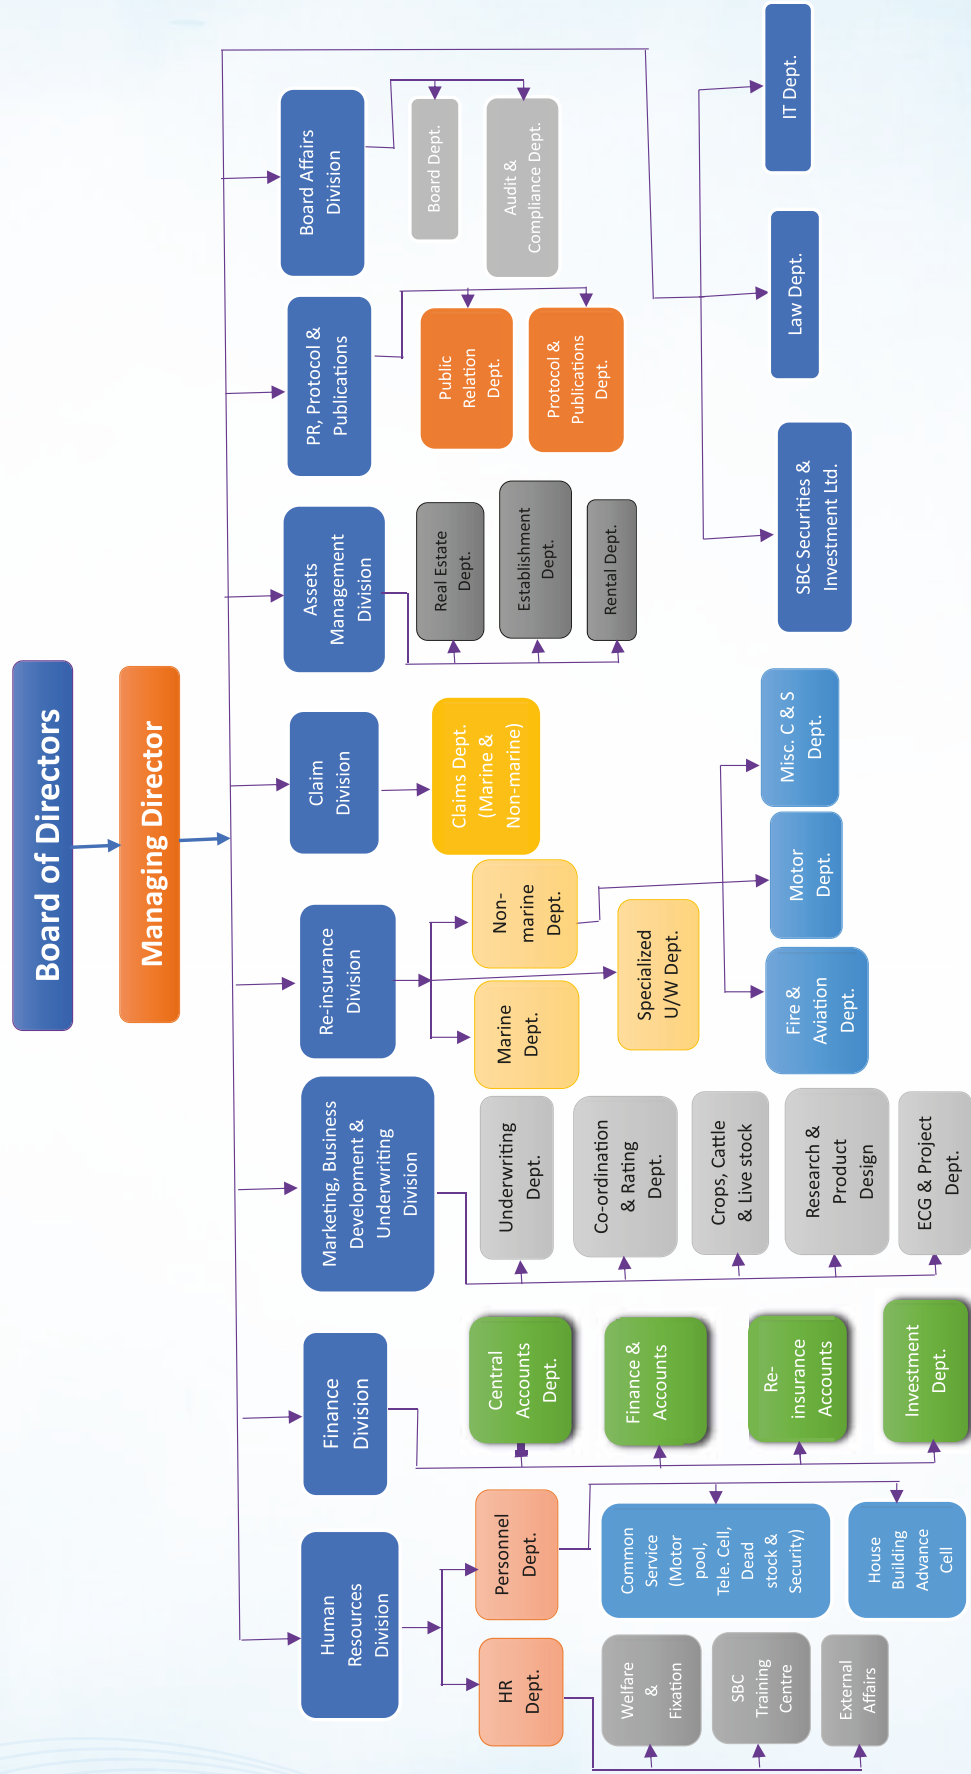 Board of Directors
Managing Director
Human
Resources
Division
Finance
Division
Marketing, Business
Development &
Underwriting
Division
Re-insurance
Division
Claim
Division
Assets
Management
Division
PR, Protocol &
Publications
Board Affairs
Division
HR
Dept.
Personnel
Dept.
Welfare
&
Fixation
SBC
Training
Centre
External
Affairs
Common
Service
(Motor
pool,
Tele. Cell,
Dead
stock &
Security)
House
Building
Advance
Cell
Central
Accounts
Dept.
Finance &
Accounts
Re-
insurance
Accounts
Investment
Dept.
Underwriting
Dept.
Co-ordination
& Rating
Dept.
Crops, Cattle
& Live stock
Research &
Product
Design
ECG & Project
Dept.
Marine
Dept.
Non-
marine
Dept.
Specialized
U/W Dept.
Fire &
Aviation
Dept.
Motor
Dept.
Misc. C & S
Dept.
Claims Dept.
(Marine &
Non-marine)
Real Estate
Dept.
Establishment
Dept.
Rental Dept.
Public
Relation
Dept.
Protocol &
Publications
Dept.
Board Dept.
Audit &
Compliance Dept.
SBC Securities &
Investment Ltd.
Law Dept.
IT Dept.